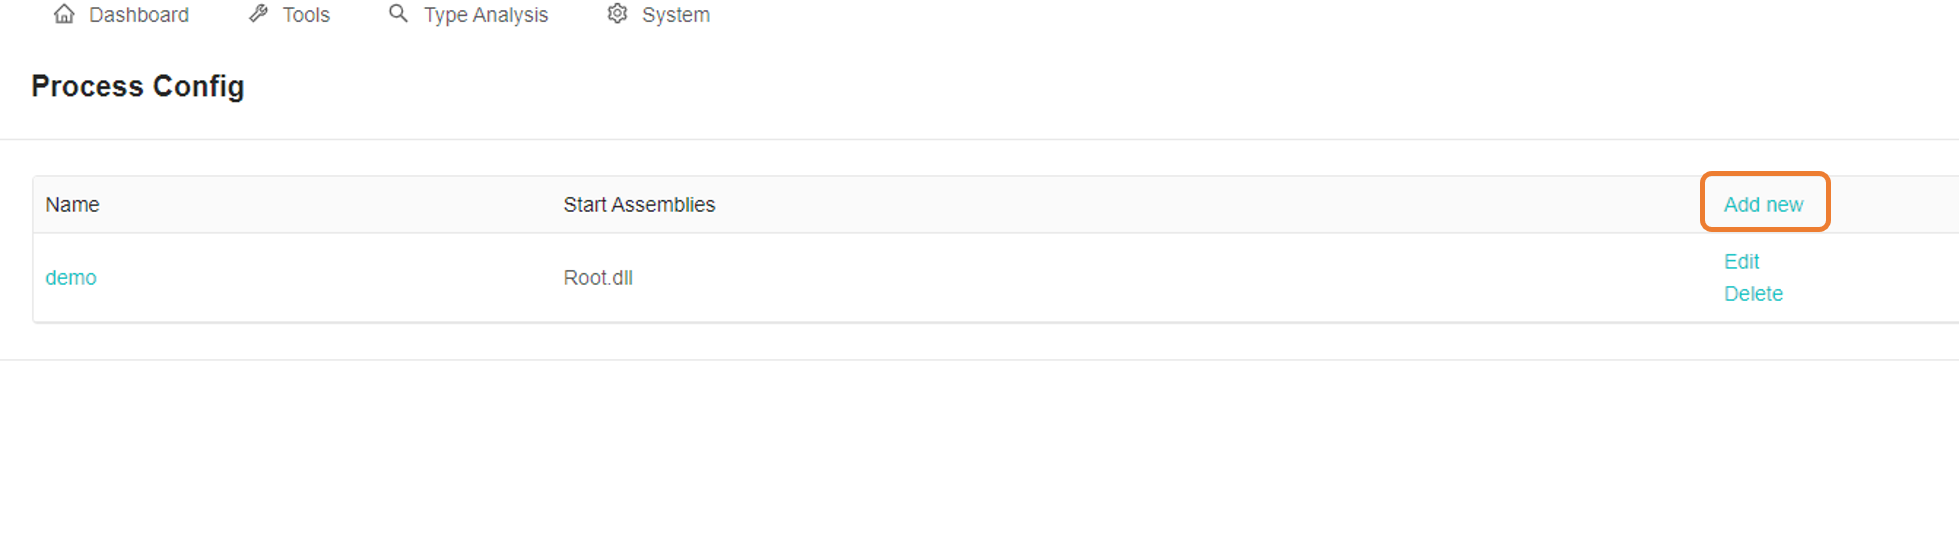 Dashboard Tools Type Analysis System
Process Config
Name Start Assemblies Add new
demo Root.dll Edit
Delete